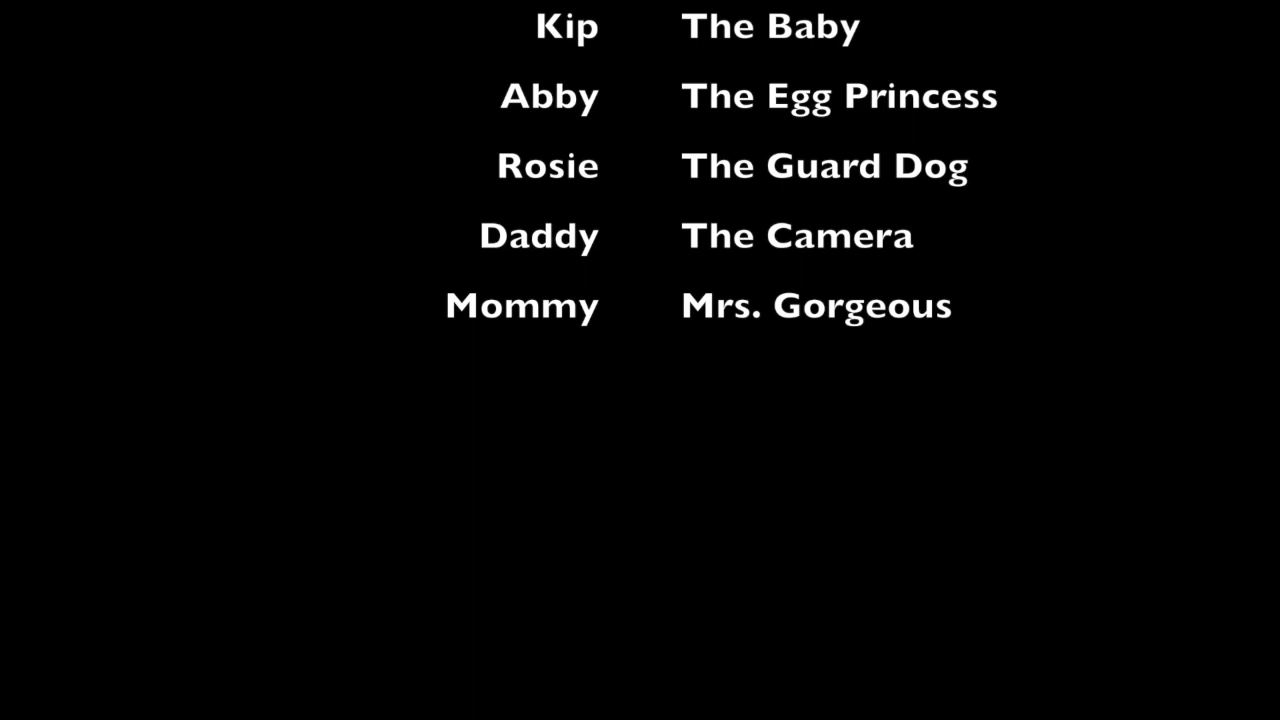 Kip The Baby
Abby The Egg Princess
Rosie The Guard Dog
Daddy The Camera
Mommy Mrs. Gorgeous